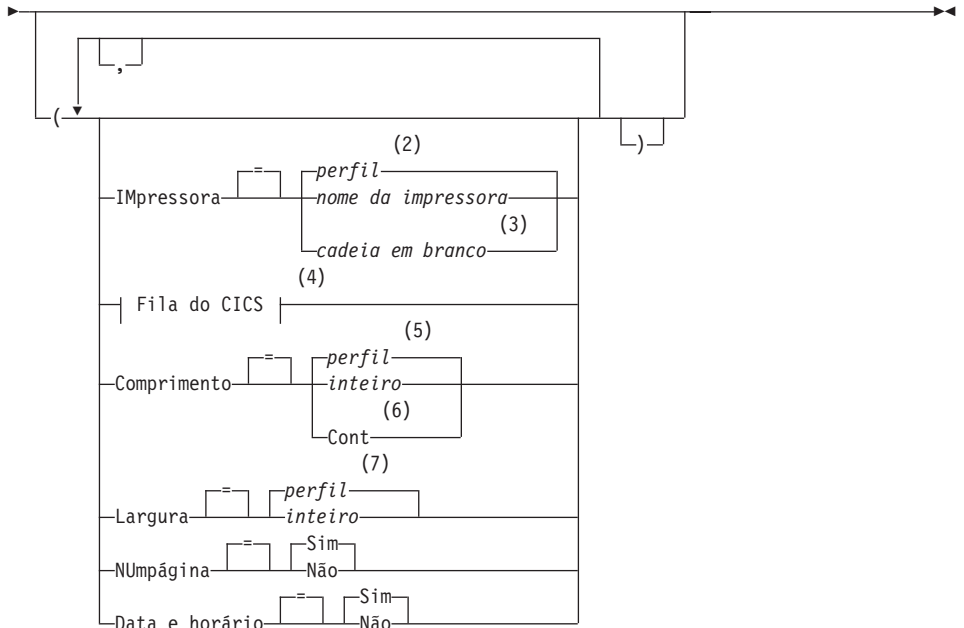 ,
( )
(2)
IMpressora = perfil
nome da impressora
(3)
cadeia em branco
(4)
Fila do CICS
(5)
Comprimento = perfil
inteiro
(6)
Cont
(7)
Largura = perfil
inteiro
NUmpágina = Sim
Não
Data e horário = Sim
Não